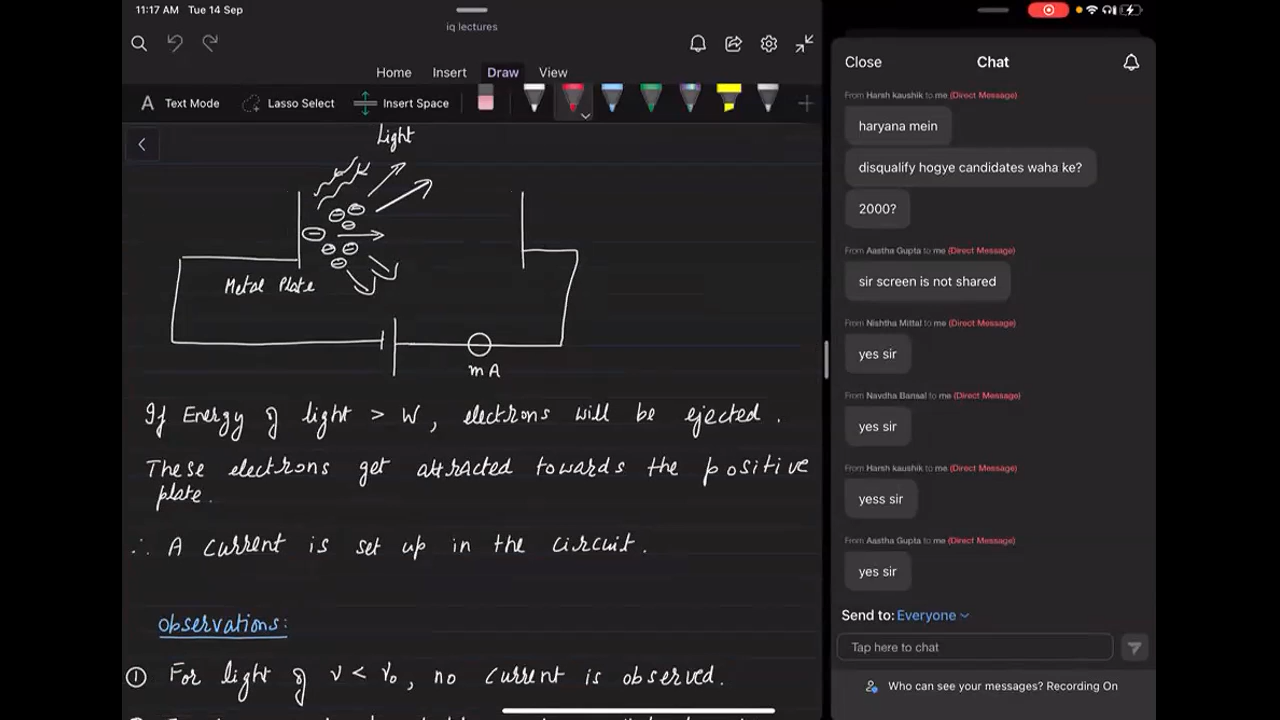 11:17 AM Tue 14 Sep
iq lectures
Home Insert Draw View
Text Mode Lasso Select Insert Space
Light
Metal Plate
mA
If Energy of light > W, electrons will be ejected.
These electrons get attracted towards the positive
plate.
∴ A current is set up in the circuit.
Observations:
① For light of ν < ν₀, no current is observed.
Close Chat
From Harsh kaushik to me (Direct Message)
haryana mein
disqualify hogye candidates waha ke?
2000?
From Aastha Gupta to me (Direct Message)
sir screen is not shared
From Nishtha Mittal to me (Direct Message)
yes sir
From Navdha Bansal to me (Direct Message)
yes sir
From Harsh kaushik to me (Direct Message)
yess sir
From Aastha Gupta to me (Direct Message)
yes sir
Send to: Everyone
Tap here to chat
Who can see your messages? Recording On